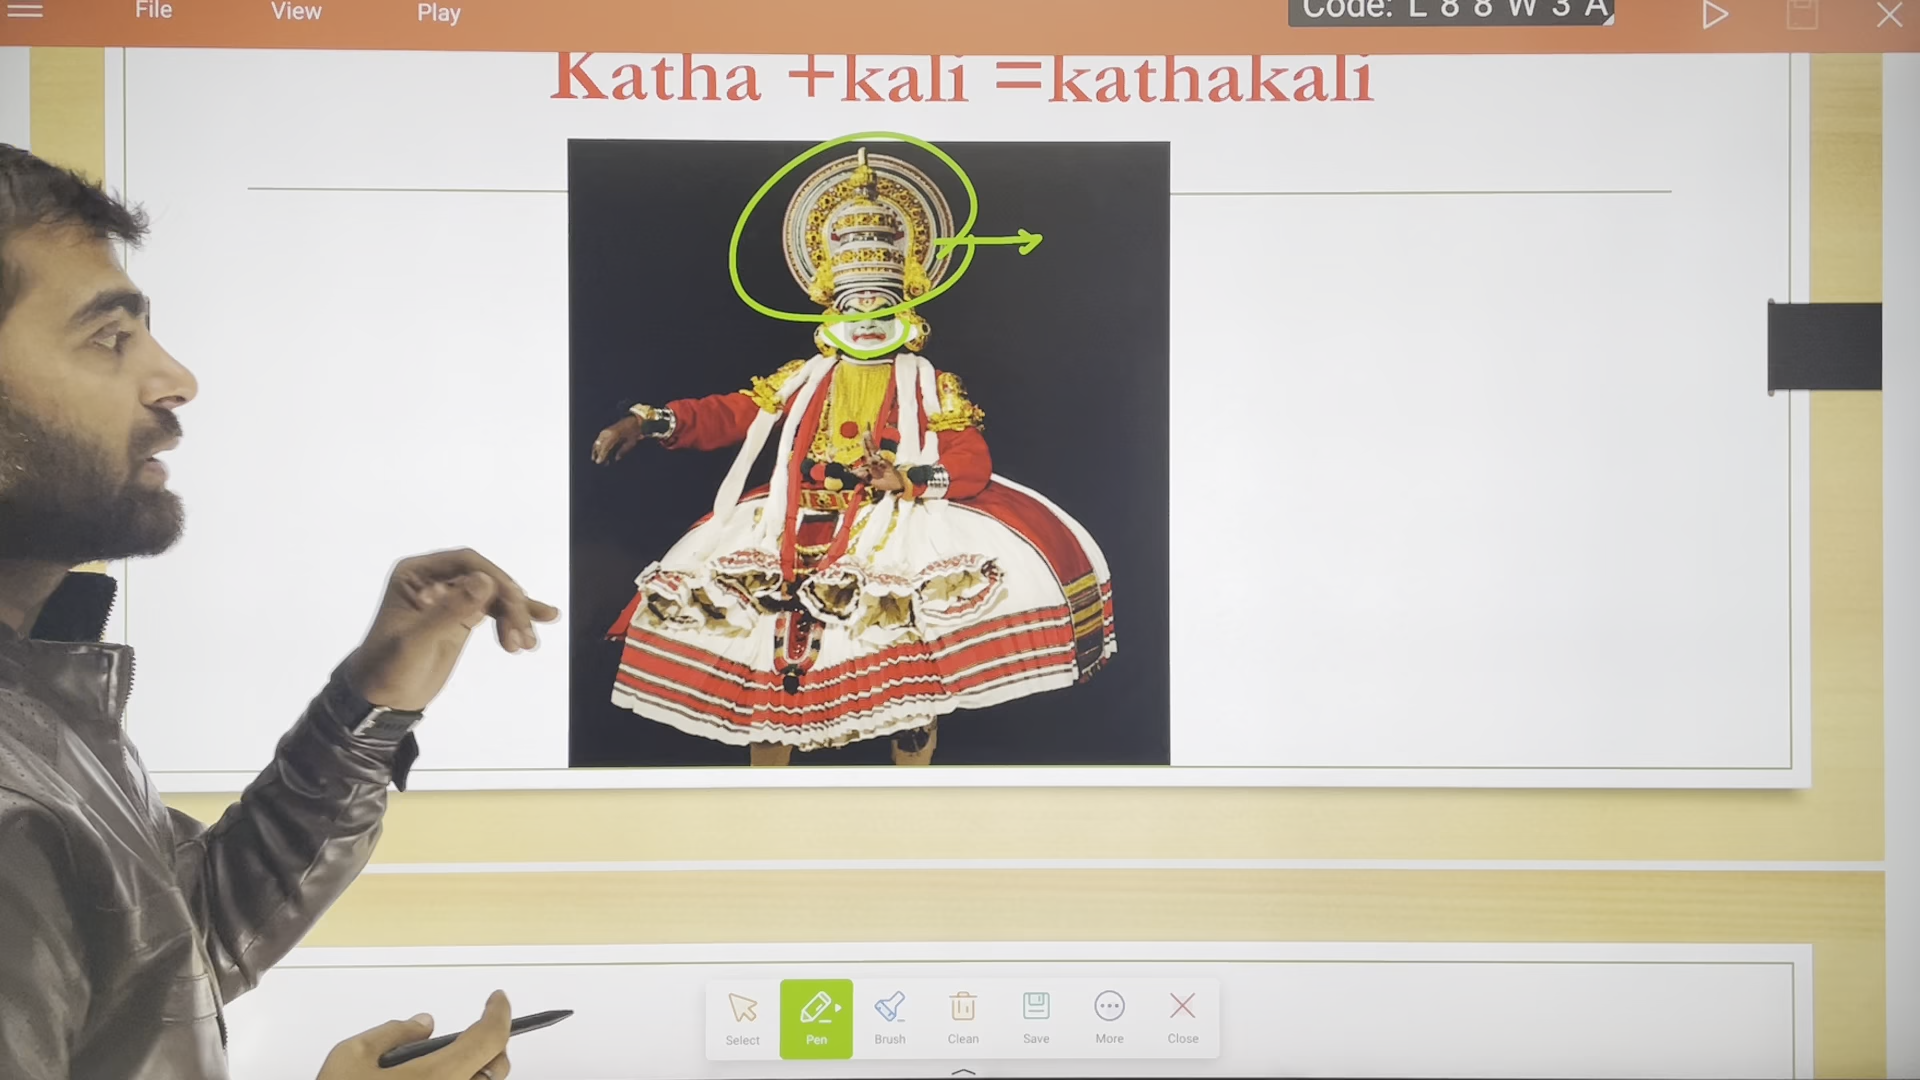 File View Play Code: L 8 8 W 3 A
Katha +kali =kathakali
Select Pen Brush Clean Save More Close